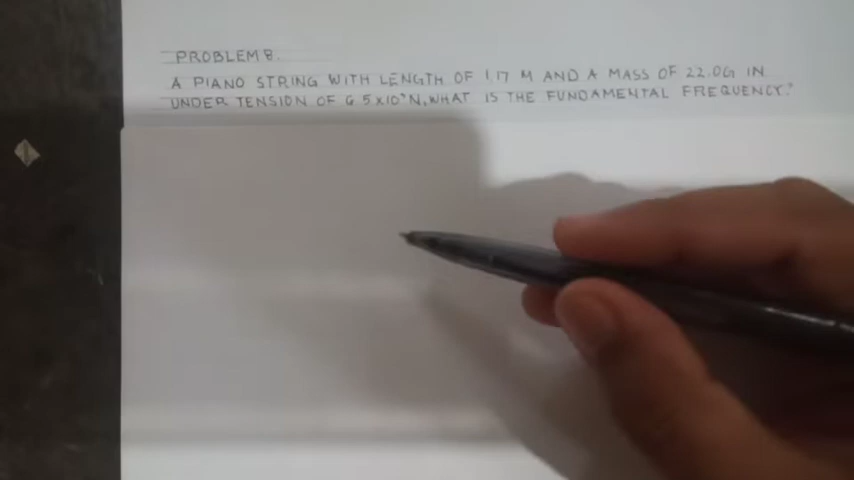 PROBLEM 8.
A PIANO STRING WITH LENGTH OF 1.17 M AND A MASS OF 22.0G IN
UNDER TENSION OF 6.5X10³N, WHAT IS THE FUNDAMENTAL FREQUENCY?